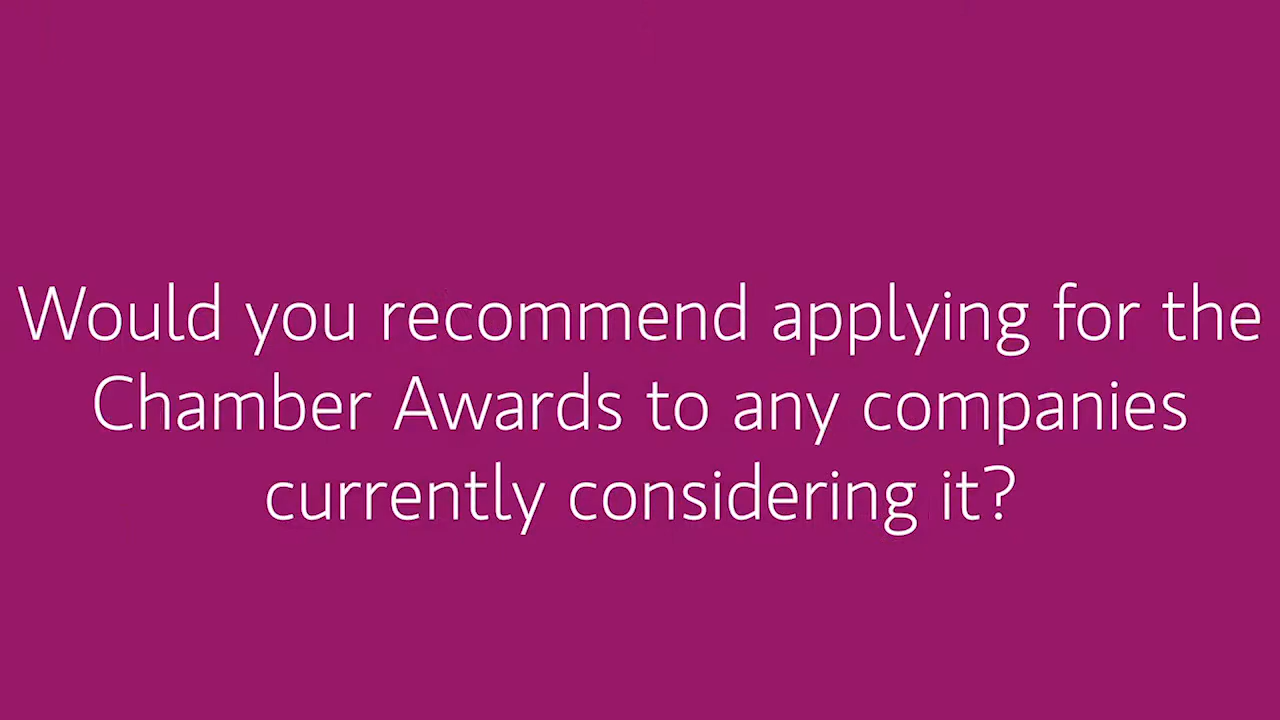 Would you recommend applying for the
Chamber Awards to any companies
currently considering it?